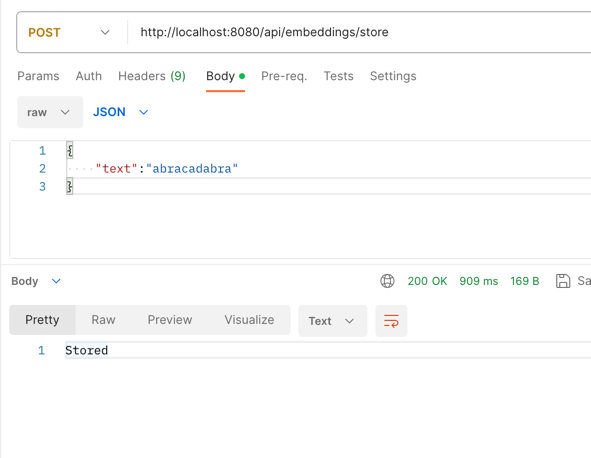 POST http://localhost:8080/api/embeddings/store
Params Auth Headers (9) Body Pre-req. Tests Settings
raw JSON
1 {
2 "text":"abracadabra"
3 }
Body 200 OK 909 ms 169 B Sa
Pretty Raw Preview Visualize Text
1 Stored